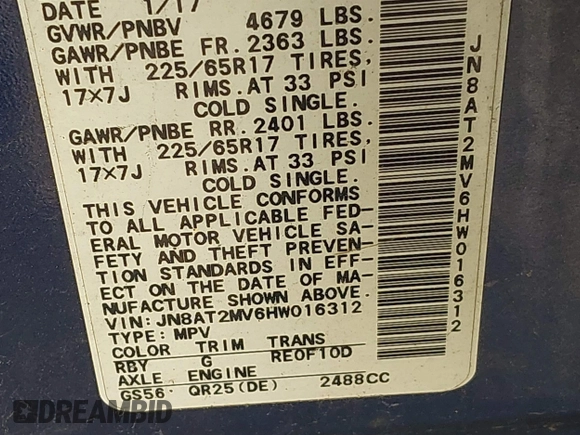 DATE 1/17
GVWR/PNBV 4679 LBS.
GAWR/PNBE FR. 2363 LBS.
WITH 225/65R17 TIRES,
17X7J RIMS. AT 33 PSI
COLD SINGLE.
GAWR/PNBE RR. 2401 LBS.
WITH 225/65R17 TIRES,
17X7J RIMS. AT 33 PSI
COLD SINGLE.
THIS VEHICLE CONFORMS
TO ALL APPLICABLE FED-
ERAL MOTOR VEHICLE SA-
FETY AND THEFT PREVEN-
TION STANDARDS IN EFF-
ECT ON THE DATE OF MA-
NUFACTURE SHOWN ABOVE.
VIN: JN8AT2MV6HW016312
TYPE: MPV
COLOR TRIM TRANS
RBY G RE0F10D
AXLE ENGINE
GS56 QR25(DE) 2488CC
JN8AT2MV6HW016312
DREAMBID